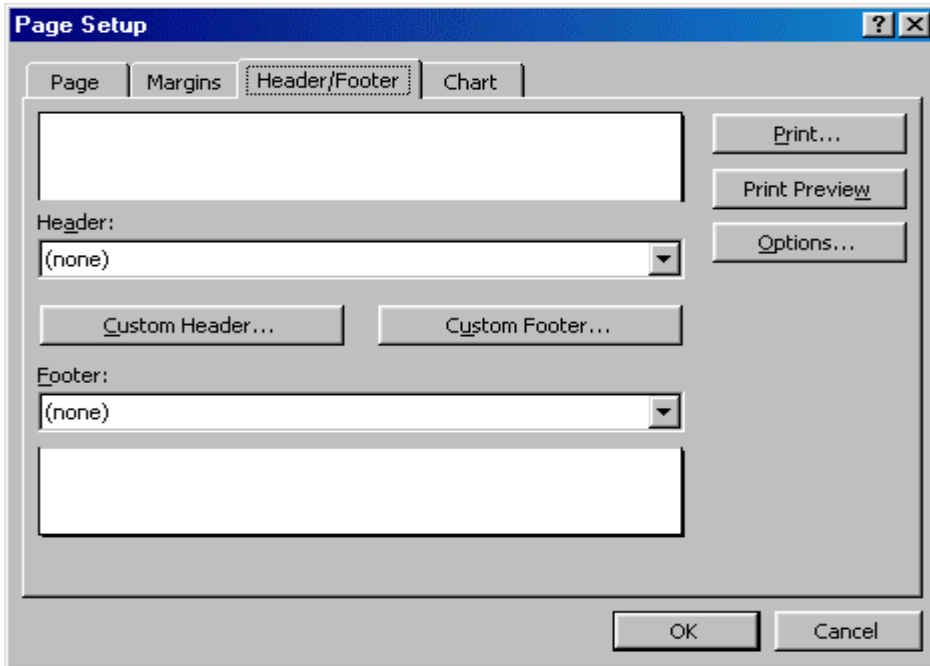 Page Setup
Page Margins Header/Footer Chart
Print...
Print Preview
Header:
(none)
Options...
Custom Header... Custom Footer...
Footer:
(none)
OK Cancel